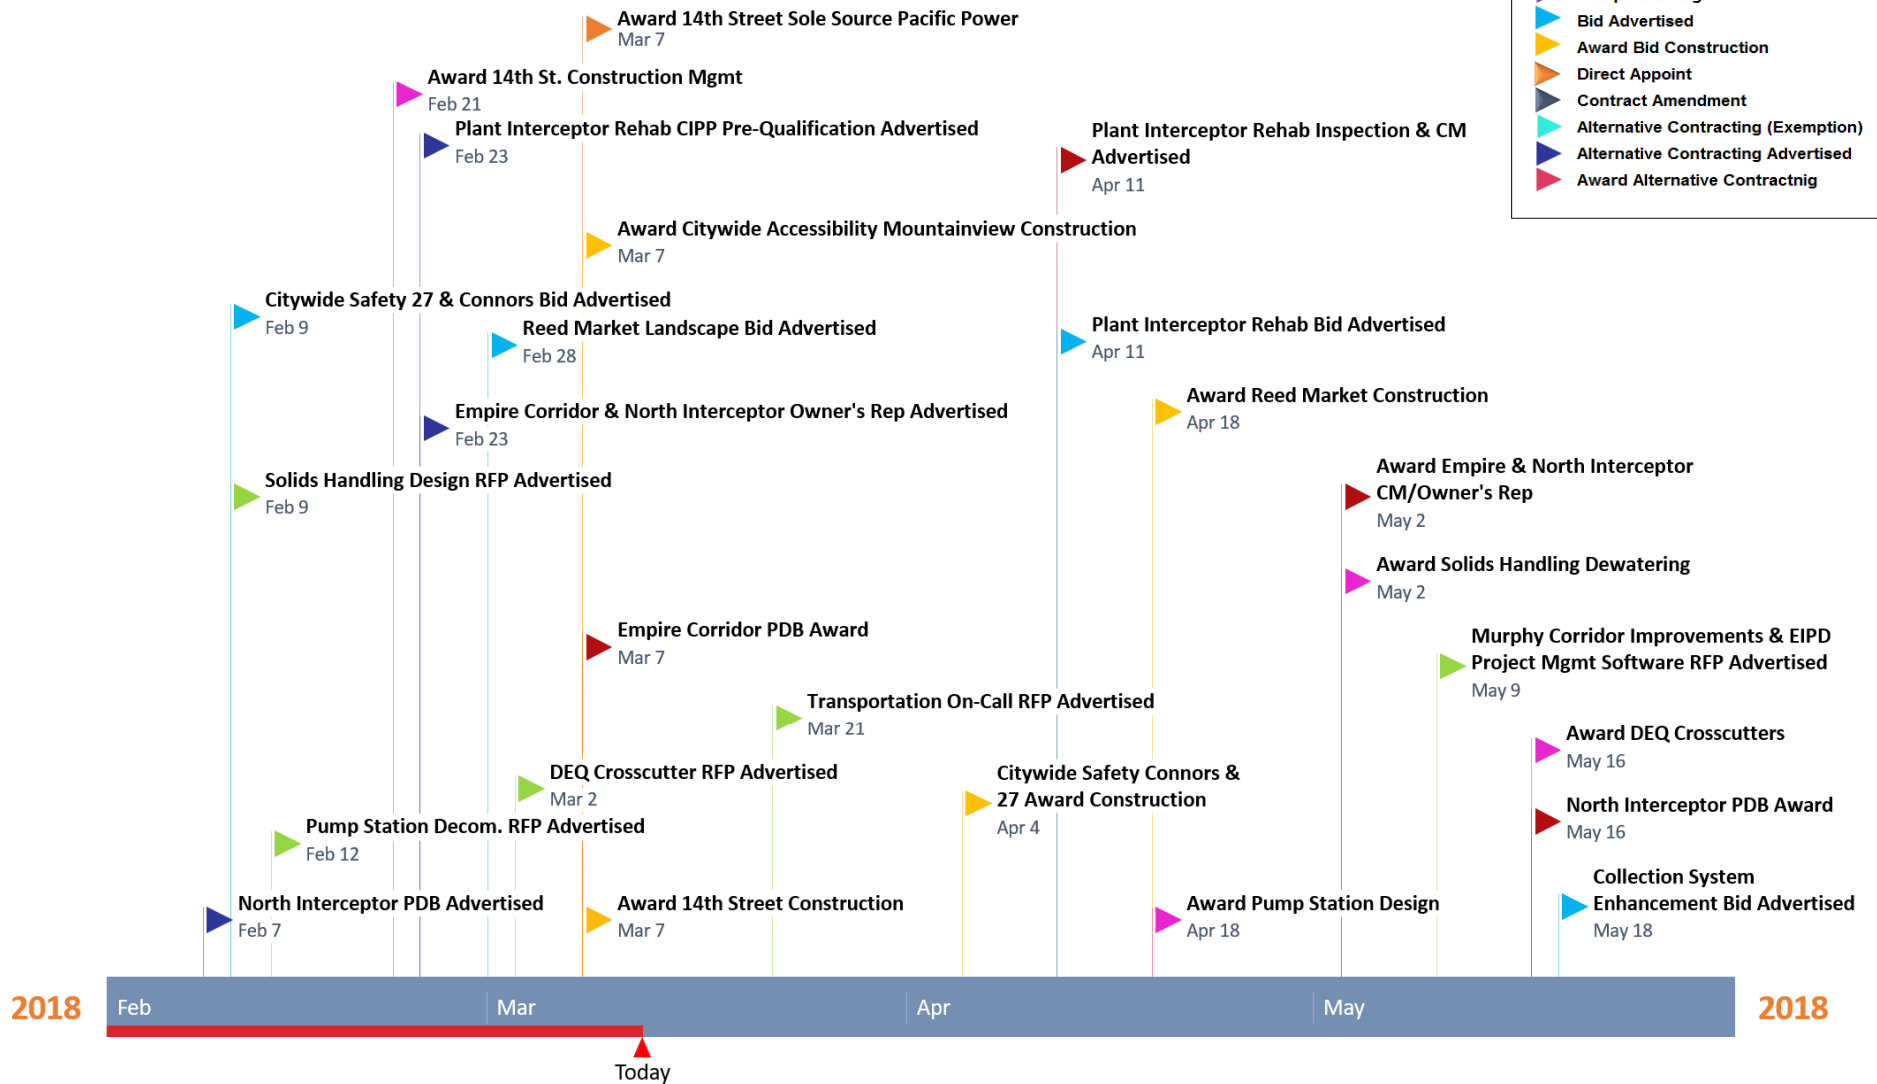 Award 14th Street Sole Source Pacific Power
Mar 7
Award 14th St. Construction Mgmt
Feb 21
Plant Interceptor Rehab CIPP Pre-Qualification Advertised
Feb 23
Plant Interceptor Rehab Inspection & CM
Advertised
Apr 11
Award Citywide Accessibility Mountainview Construction
Mar 7
Citywide Safety 27 & Connors Bid Advertised
Feb 9
Reed Market Landscape Bid Advertised
Feb 28
Plant Interceptor Rehab Bid Advertised
Apr 11
Award Reed Market Construction
Apr 18
Empire Corridor & North Interceptor Owner's Rep Advertised
Feb 23
Solids Handling Design RFP Advertised
Feb 9
Award Empire & North Interceptor
CM/Owner's Rep
May 2
Award Solids Handling Dewatering
May 2
Empire Corridor PDB Award
Mar 7
Murphy Corridor Improvements & EIPD
Project Mgmt Software RFP Advertised
May 9
Transportation On-Call RFP Advertised
Mar 21
Award DEQ Crosscutters
May 16
DEQ Crosscutter RFP Advertised
Mar 2
Citywide Safety Connors &
27 Award Construction
Apr 4
North Interceptor PDB Award
May 16
Pump Station Decom. RFP Advertised
Feb 12
Collection System
Enhancement Bid Advertised
May 18
North Interceptor PDB Advertised
Feb 7
Award 14th Street Construction
Mar 7
Award Pump Station Design
Apr 18
Bid Advertised
Award Bid Construction
Direct Appoint
Contract Amendment
Alternative Contracting (Exemption)
Alternative Contracting Advertised
Award Alternative Contractnig
2018
Feb
Mar
Apr
May
2018
Today